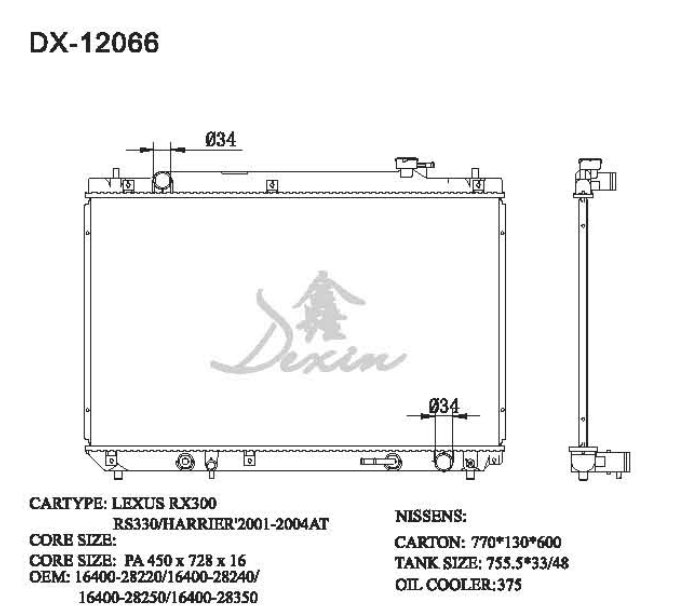 DX-12066
Ø34
Dexin
Ø34
CARTYPE: LEXUS RX300
RS330/HARRIER'2001-2004AT
CORE SIZE:
CORE SIZE: PA 450 x 728 x 16
OEM: 16400-28220/16400-28240/
16400-28250/16400-28350
NISSENS:
CARTON: 770*130*600
TANK SIZE: 755.5*33/48
OIL COOLER:375